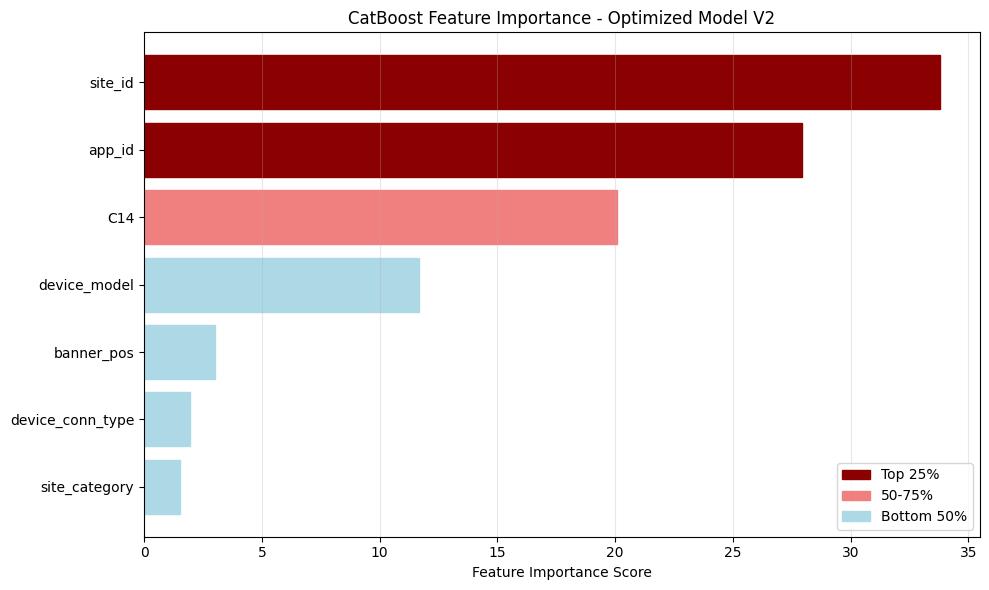 CatBoost Feature Importance - Optimized Model V2
site_id
app_id
C14
device_model
banner_pos
device_conn_type
site_category
Top 25%
50-75%
Bottom 50%
0 5 10 15 20 25 30 35
Feature Importance Score